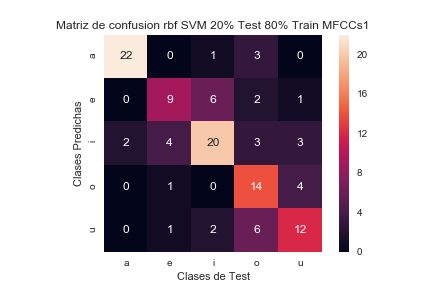 Matriz de confusion rbf SVM 20% Test 80% Train MFCCs1
a 22 0 1 3 0
e 0 9 6 2 1
i 2 4 20 3 3
o 0 1 0 14 4
u 0 1 2 6 12
a e i o u
Clases de Test
Clases Predichas
20
16
12
8
4
0